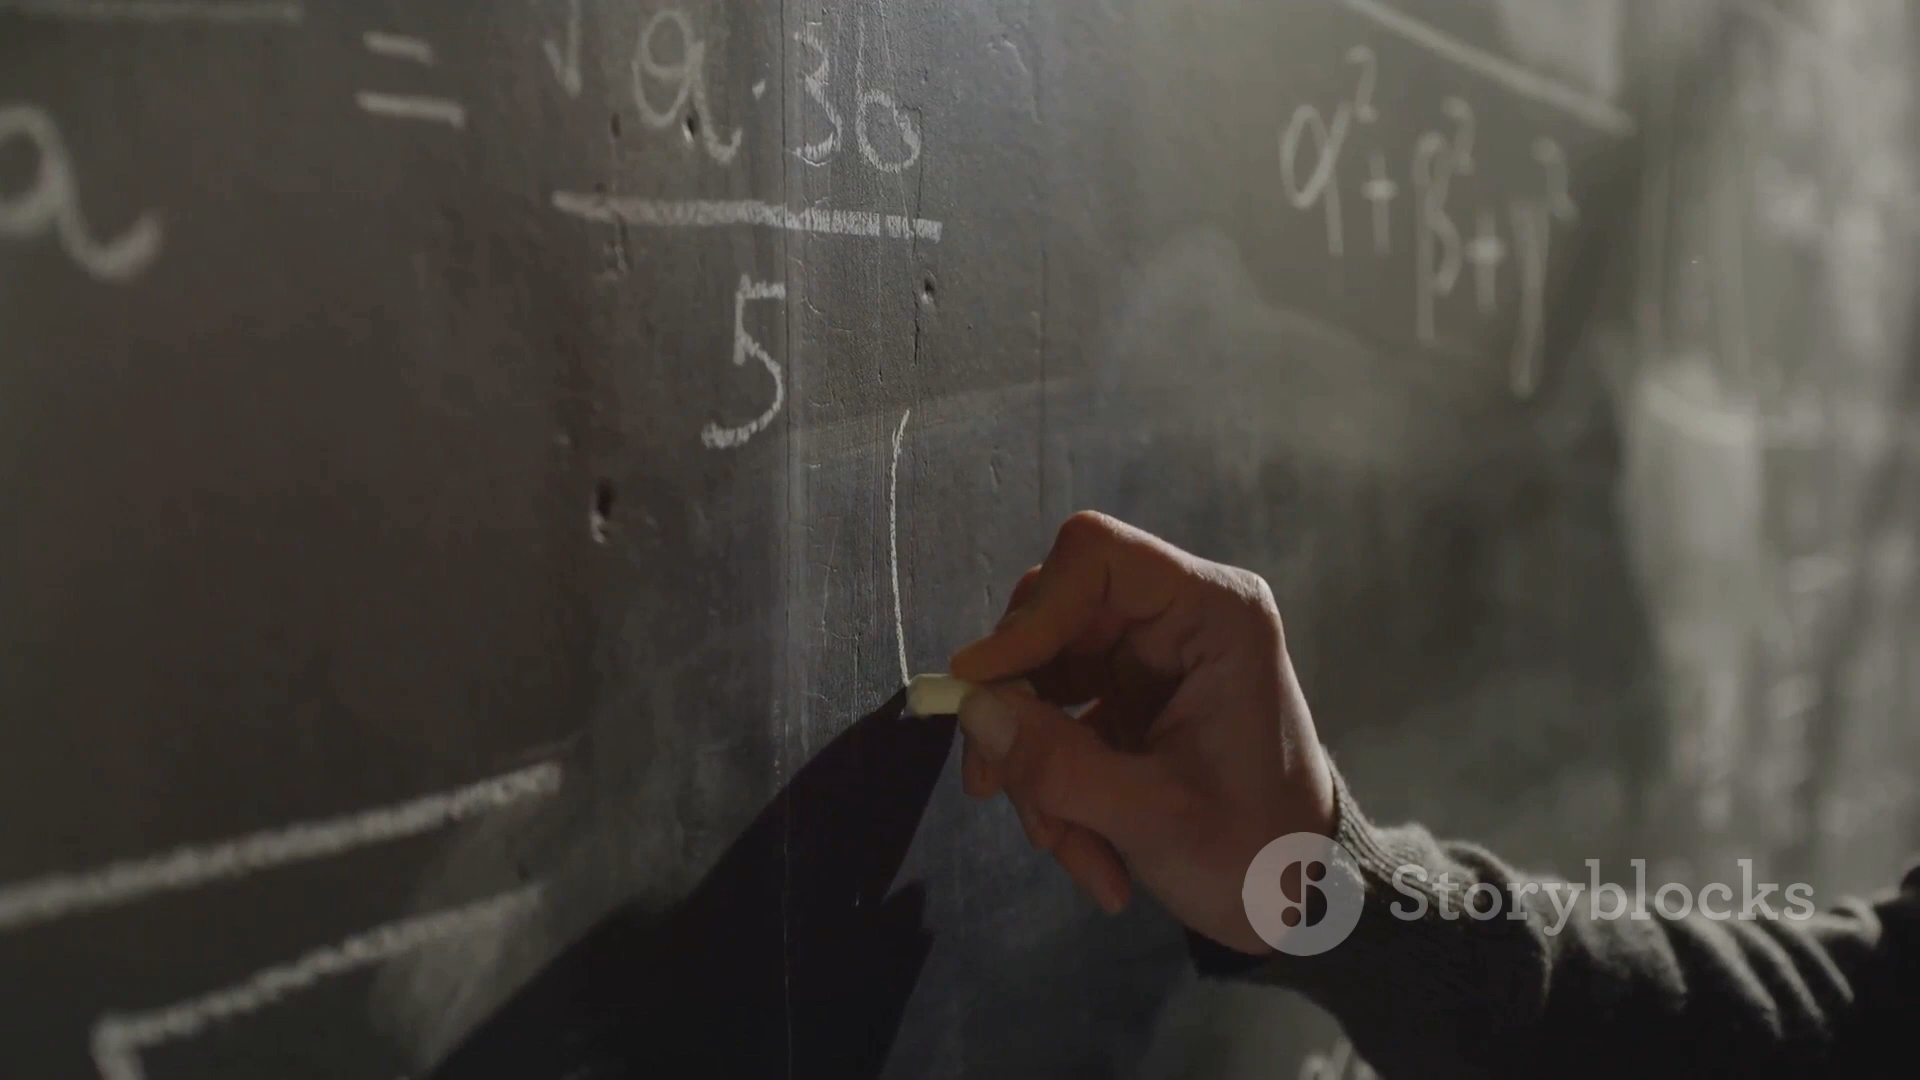 a = √a·36
5
α²+β²+γ²
Storyblocks